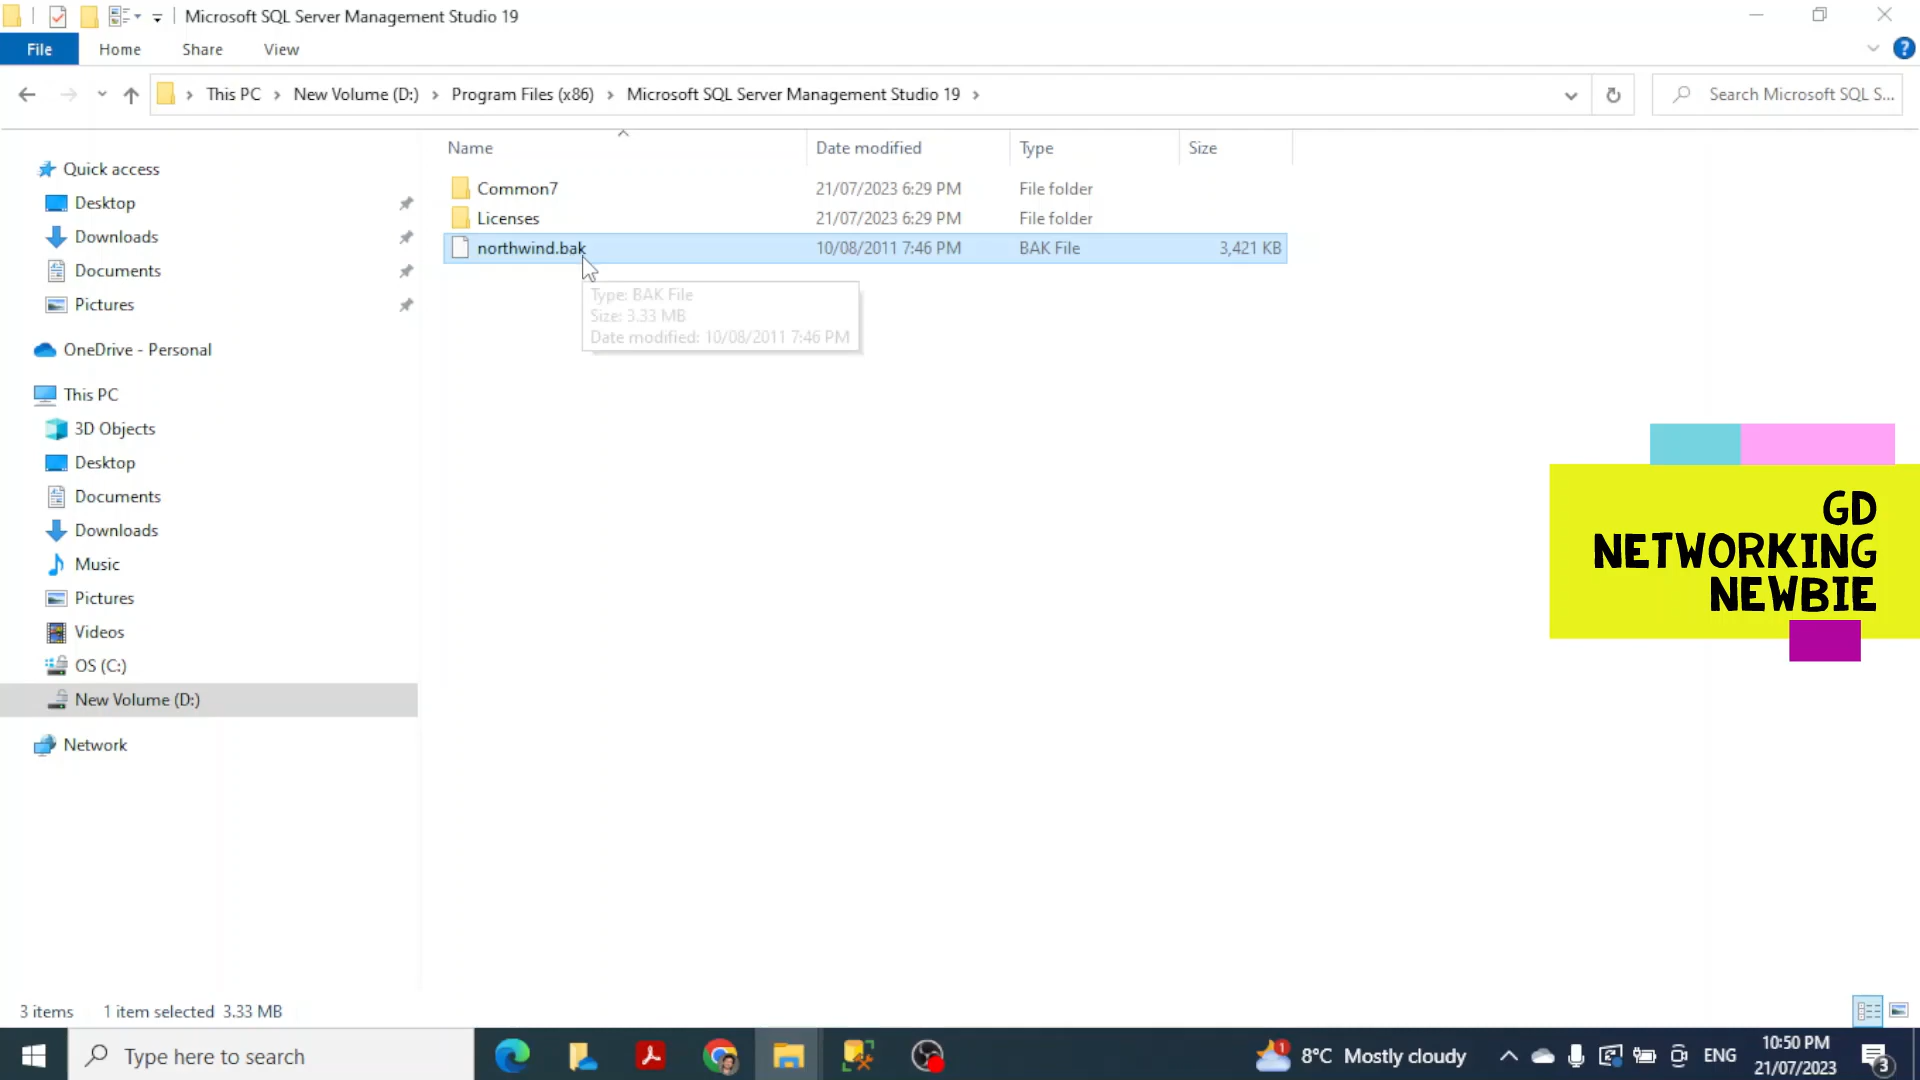 Microsoft SQL Server Management Studio 19
File Home Share View
This PC New Volume (D:) Program Files (x86) Microsoft SQL Server Management Studio 19
Search Microsoft SQL S...
Name Date modified Type Size
Common7 21/07/2023 6:29 PM File folder
Licenses 21/07/2023 6:29 PM File folder
northwind.bak 10/08/2011 7:46 PM BAK File 3,421 KB
Type: BAK File
Size: 3.33 MB
Date modified: 10/08/2011 7:46 PM
Quick access
Desktop
Downloads
Documents
Pictures
OneDrive - Personal
This PC
3D Objects
Desktop
Documents
Downloads
Music
Pictures
Videos
OS (C:)
New Volume (D:)
Network
GD
NETWORKING
NEWBIE
3 items 1 item selected 3.33 MB
Type here to search
1
8°C Mostly cloudy
ENG
10:50 PM
21/07/2023
3